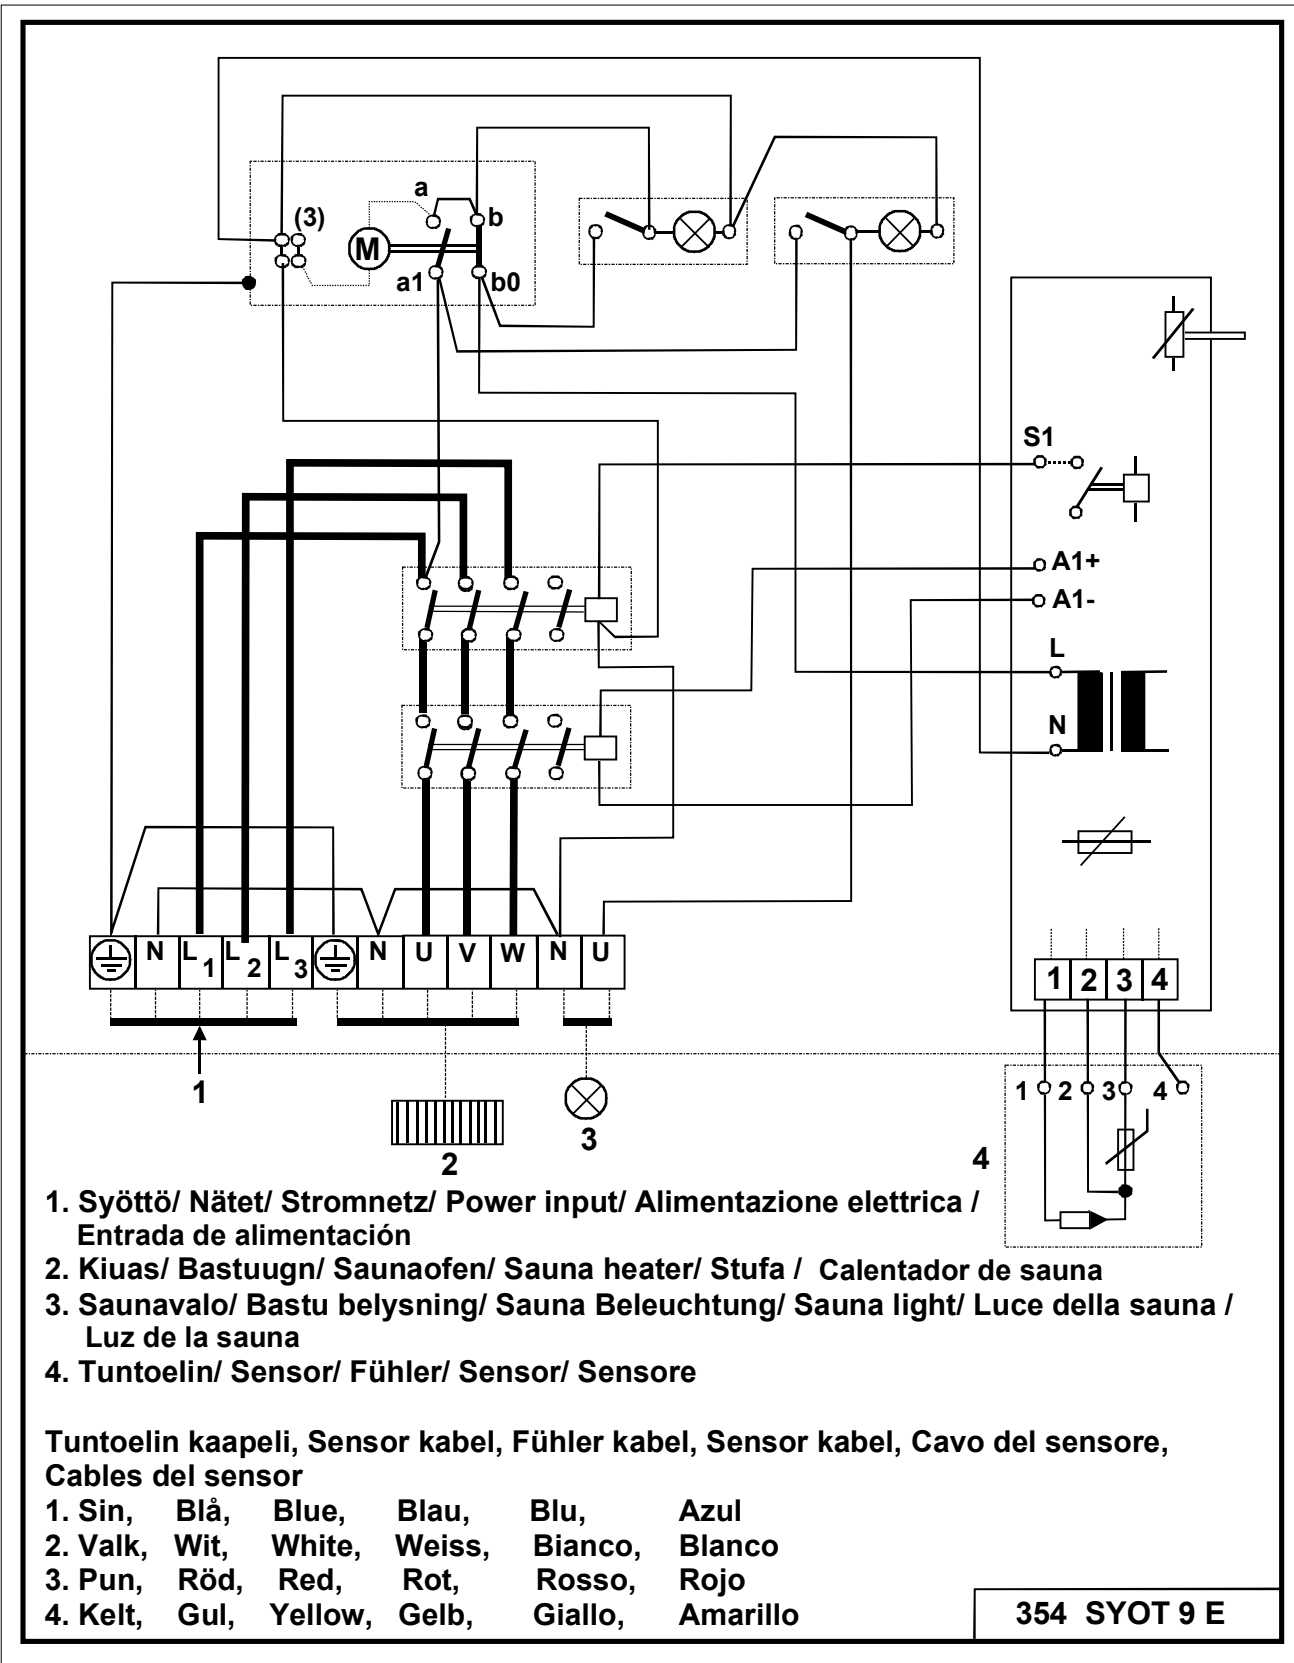 a
(3)
b
M
a1
b0
S1
A1+
A1-
L
N
N L1 L2 L3 N U V W N U
1 2 3 4
1 2 3 4
1
2
3
4
1. Syöttö/ Nätet/ Stromnetz/ Power input/ Alimentazione elettrica /
Entrada de alimentación
2. Kiuas/ Bastuugn/ Saunaofen/ Sauna heater/ Stufa / Calentador de sauna
3. Saunavalo/ Bastu belysning/ Sauna Beleuchtung/ Sauna light/ Luce della sauna /
Luz de la sauna
4. Tuntoelin/ Sensor/ Fühler/ Sensor/ Sensore
Tuntoelin kaapeli, Sensor kabel, Fühler kabel, Sensor kabel, Cavo del sensore,
Cables del sensor
1. Sin, Blå, Blue, Blau, Blu, Azul
2. Valk, Wit, White, Weiss, Bianco, Blanco
3. Pun, Röd, Red, Rot, Rosso, Rojo
4. Kelt, Gul, Yellow, Gelb, Giallo, Amarillo
354 SYOT 9 E